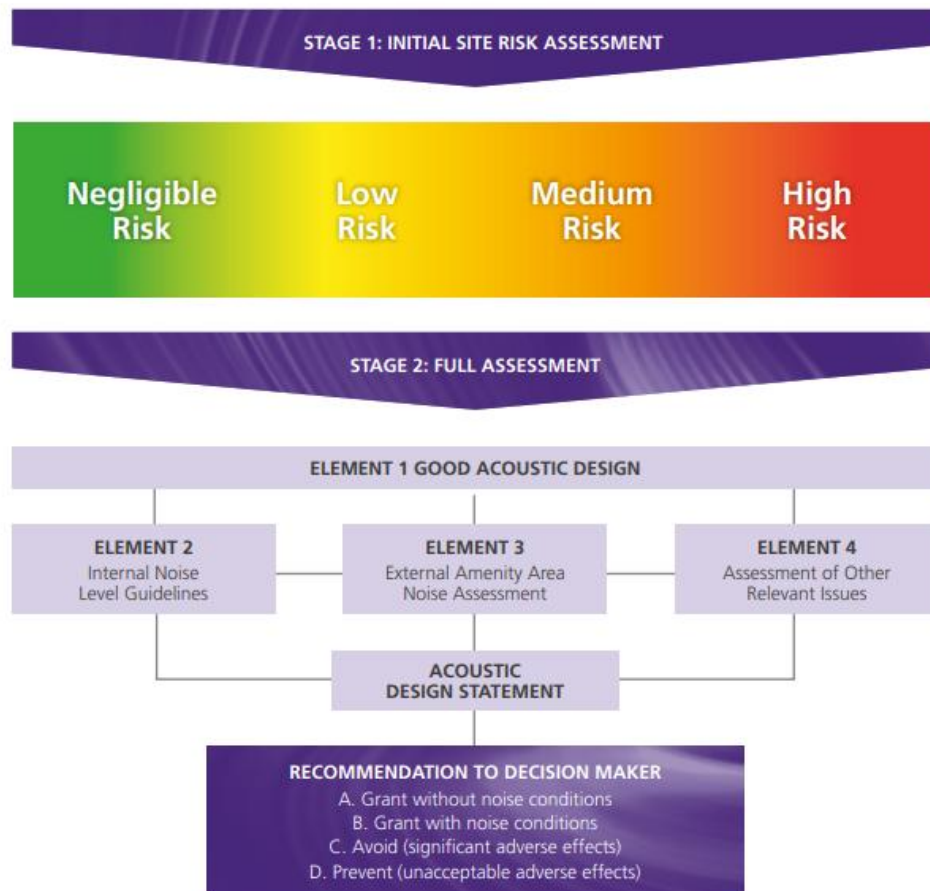 STAGE 1: INITIAL SITE RISK ASSESSMENT
Negligible
Risk
Low
Risk
Medium
Risk
High
Risk
STAGE 2: FULL ASSESSMENT
ELEMENT 1 GOOD ACOUSTIC DESIGN
ELEMENT 2
Internal Noise
Level Guidelines
ELEMENT 3
External Amenity Area
Noise Assessment
ELEMENT 4
Assessment of Other
Relevant Issues
ACOUSTIC
DESIGN STATEMENT
RECOMMENDATION TO DECISION MAKER
A. Grant without noise conditions
B. Grant with noise conditions
C. Avoid (significant adverse effects)
D. Prevent (unacceptable adverse effects)